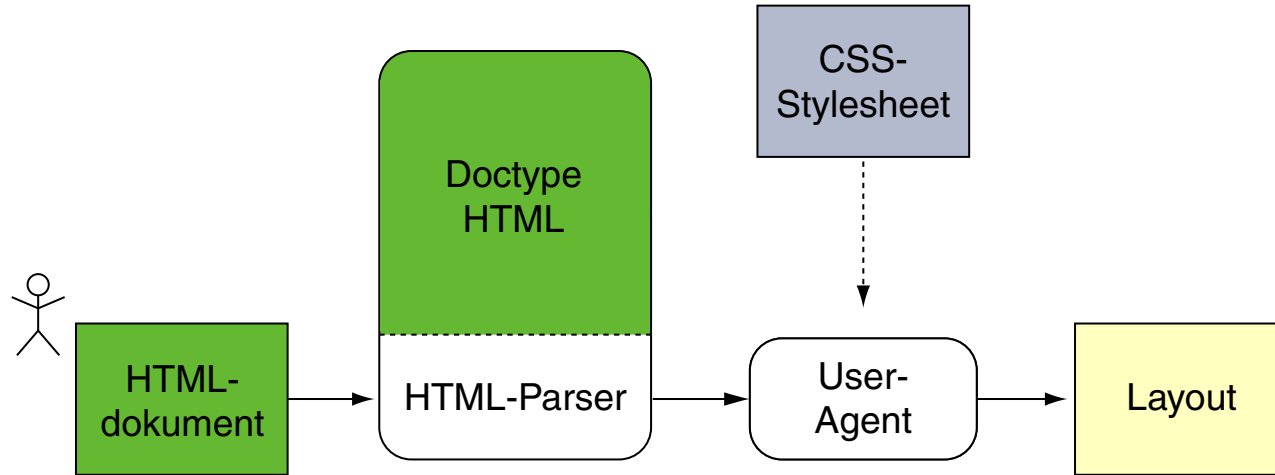 CSS-
Stylesheet
Doctype
HTML
HTML-
dokument
HTML-Parser
User-
Agent
Layout